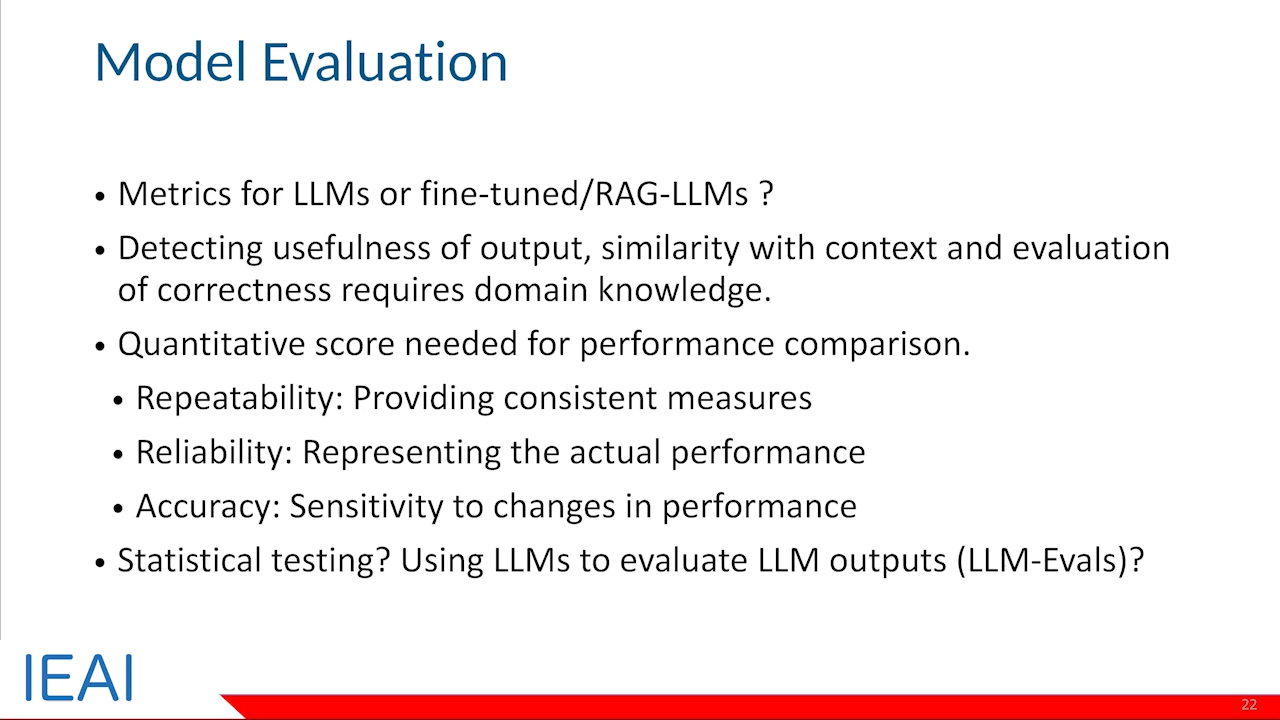 Model Evaluation
• Metrics for LLMs or fine-tuned/RAG-LLMs ?
• Detecting usefulness of output, similarity with context and evaluation
of correctness requires domain knowledge.
• Quantitative score needed for performance comparison.
• Repeatability: Providing consistent measures
• Reliability: Representing the actual performance
• Accuracy: Sensitivity to changes in performance
• Statistical testing? Using LLMs to evaluate LLM outputs (LLM-Evals)?
IEAI
22